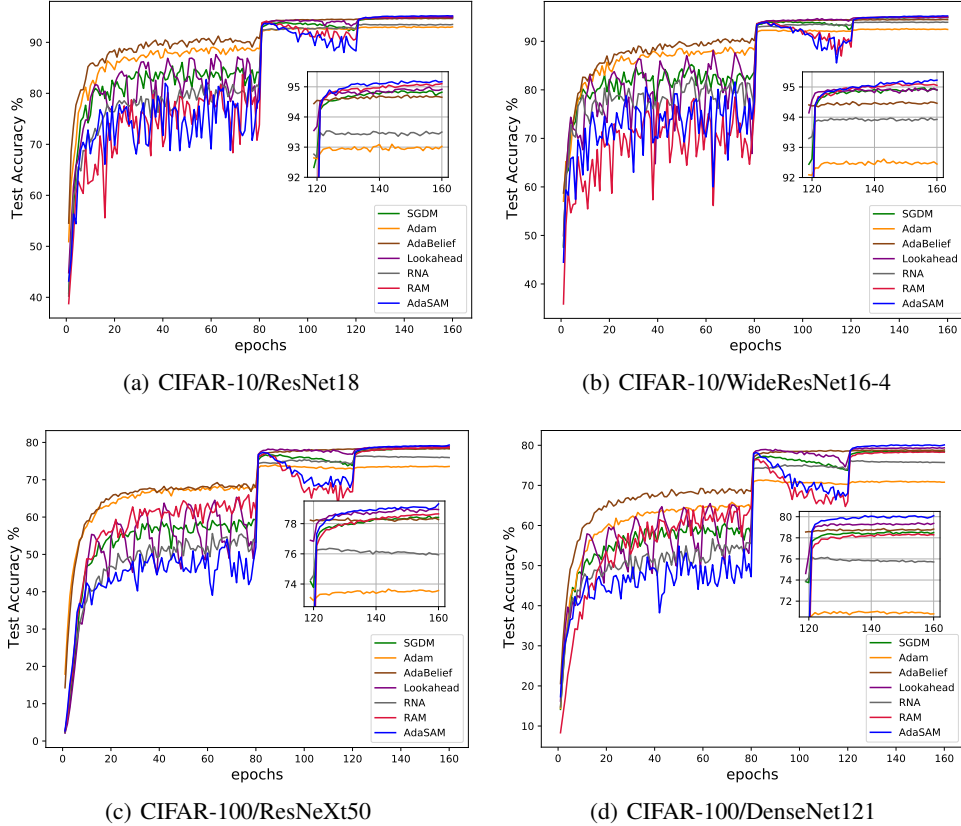 Test Accuracy %
90
80
70
60
50
40
0 20 40 60 80 100 120 140 160
epochs
95
94
93
92
120 140 160
SGDM
Adam
AdaBelief
Lookahead
RNA
RAM
AdaSAM
(a) CIFAR-10/ResNet18
Test Accuracy %
90
80
70
60
50
40
0 20 40 60 80 100 120 140 160
epochs
95
94
93
92
120 140 160
SGDM
Adam
AdaBelief
Lookahead
RNA
RAM
AdaSAM
(b) CIFAR-10/WideResNet16-4
Test Accuracy %
80
70
60
50
40
30
20
10
0
0 20 40 60 80 100 120 140 160
epochs
78
76
74
120 140 160
SGDM
Adam
AdaBelief
Lookahead
RNA
RAM
AdaSAM
(c) CIFAR-100/ResNeXt50
Test Accuracy %
80
70
60
50
40
30
20
10
0 20 40 60 80 100 120 140 160
epochs
80
78
76
74
72
120 140 160
SGDM
Adam
AdaBelief
Lookahead
RNA
RAM
AdaSAM
(d) CIFAR-100/DenseNet121